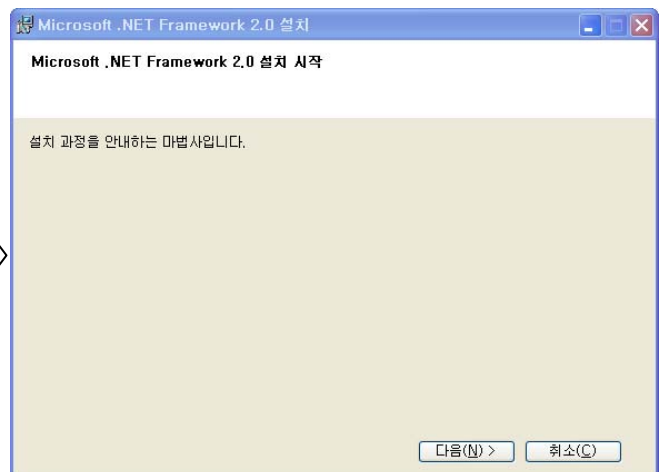 Microsoft .NET Framework 2.0 설치
Microsoft .NET Framework 2.0 설치 시작
설치 과정을 안내하는 마법사입니다.
다음(N) > 취소(C)